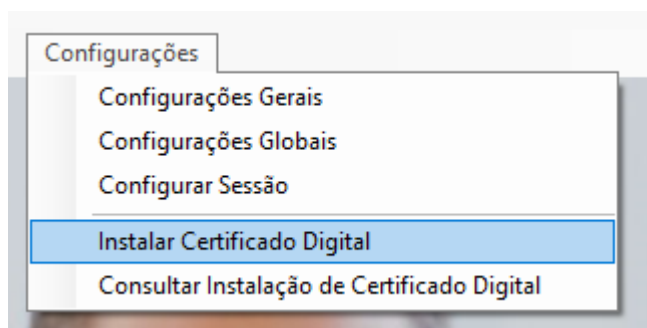 Configurações
Configurações Gerais
Configurações Globais
Configurar Sessão
Instalar Certificado Digital
Consultar Instalação de Certificado Digital